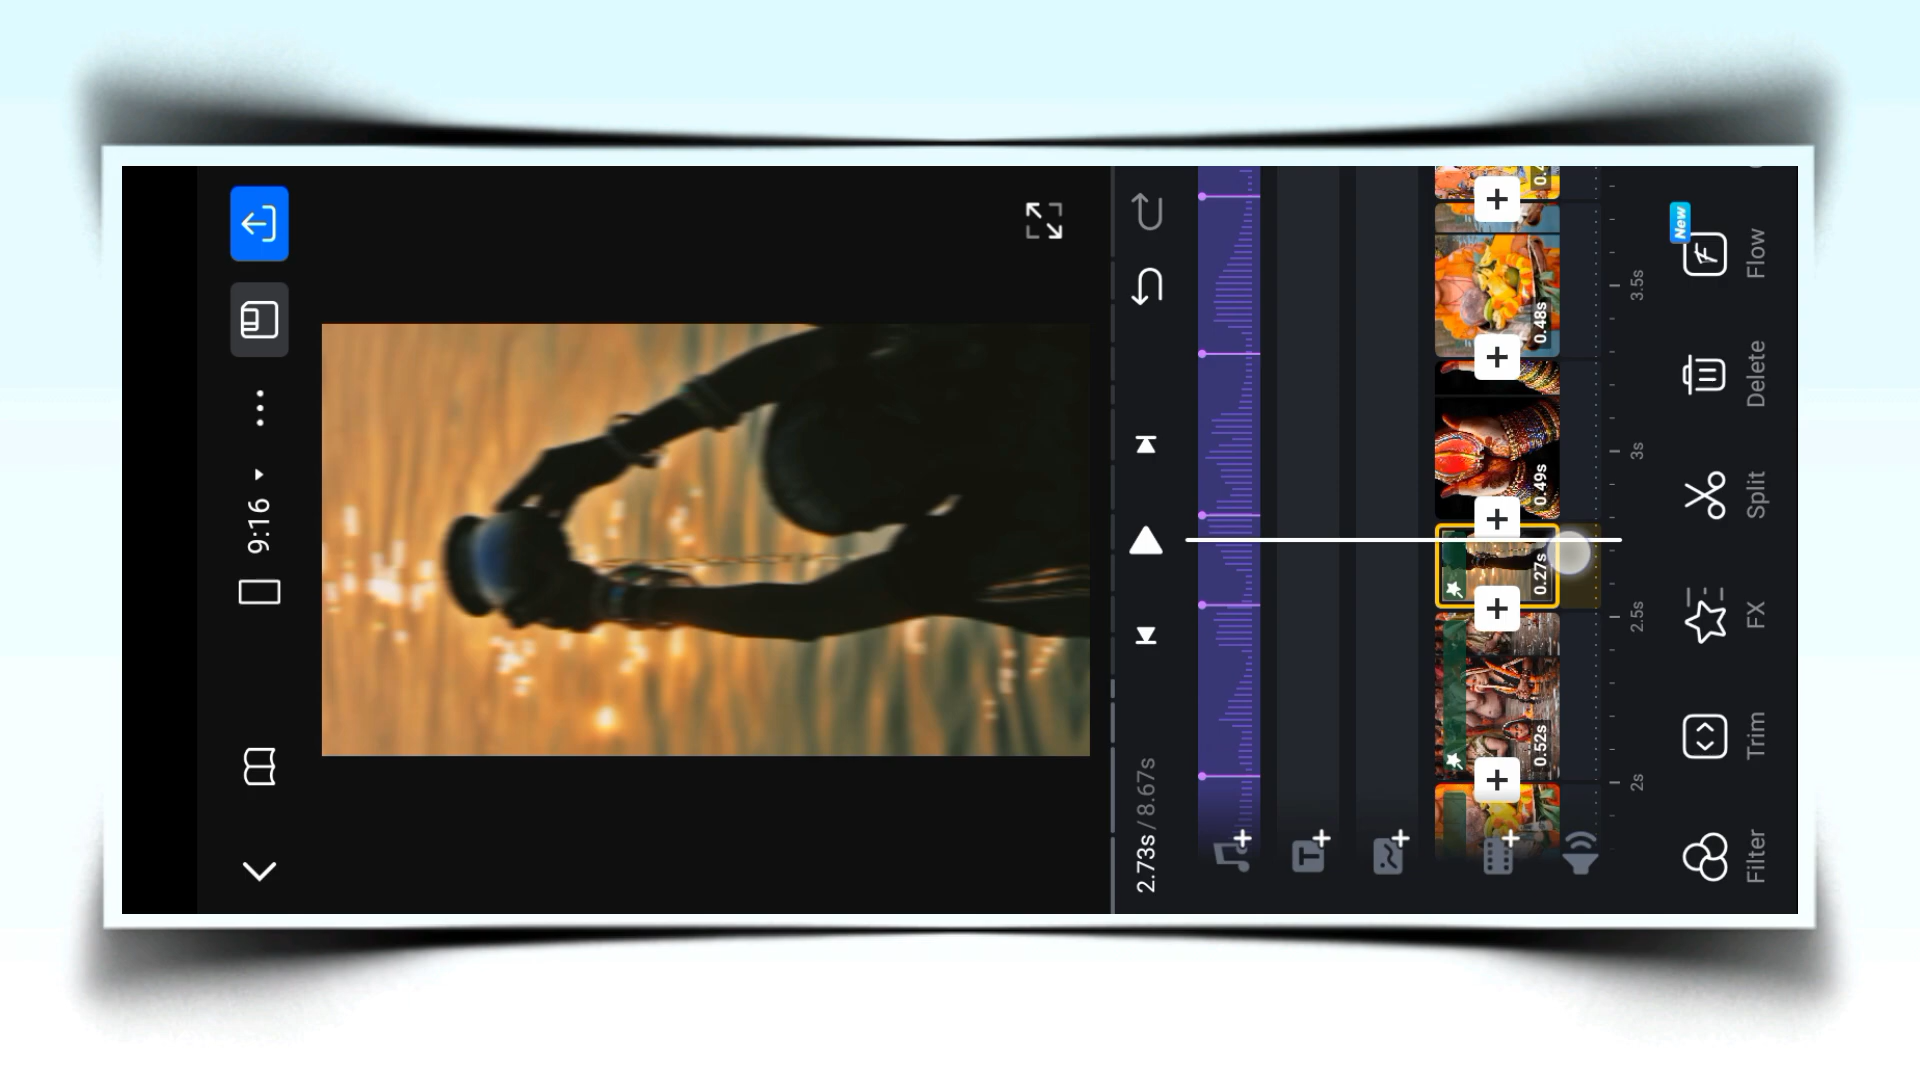 9:16
2.73s / 8.67s
0.52s
0.27s
0.49s
0.48s
2s
2.5s
3s
3.5s
Filter
Trim
FX
Split
Delete
Flow
New